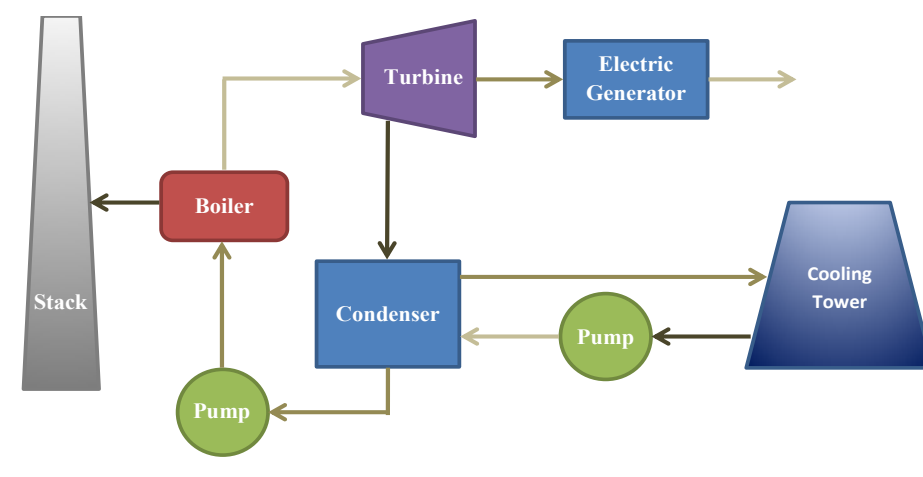 Turbine
Electric
Generator
Boiler
Stack
Condenser
Pump
Cooling
Tower
Pump